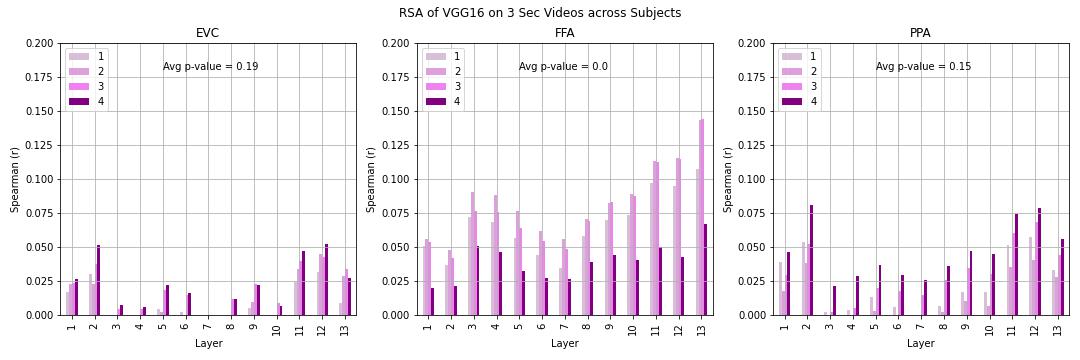 RSA of VGG16 on 3 Sec Videos across Subjects
EVC
0.200
0.175
0.150
0.125
0.100
0.075
0.050
0.025
0.000
Spearman (r)
1
2
3
4
Avg p-value = 0.19
1 2 3 4 5 6 7 8 9 10 11 12 13
Layer
FFA
0.200
0.175
0.150
0.125
0.100
0.075
0.050
0.025
0.000
Spearman (r)
1
2
3
4
Avg p-value = 0.0
1 2 3 4 5 6 7 8 9 10 11 12 13
Layer
PPA
0.200
0.175
0.150
0.125
0.100
0.075
0.050
0.025
0.000
Spearman (r)
1
2
3
4
Avg p-value = 0.15
1 2 3 4 5 6 7 8 9 10 11 12 13
Layer